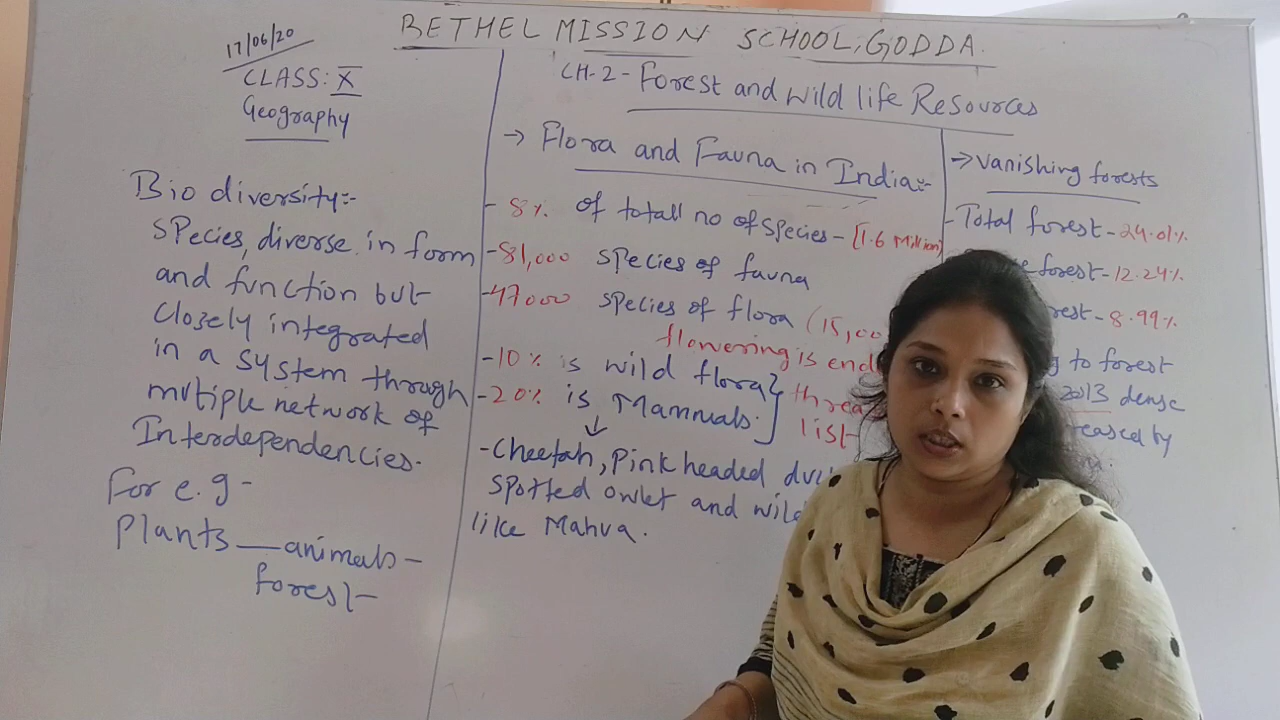 BETHEL MISSION SCHOOL, GODDA.
17/06/20
CLASS: X
Geography
CH-2 - Forest and Wild life Resources
Bio diversity:-
species, diverse in form
and function but
closely integrated
in a system through
multiple network of
Interdependencies.
For e.g -
Plants — animals -
forest -
→ Flora and Fauna in India:-
- 8% of totall no of species - [1.6 Million]
- 81,000 species of fauna
- 47000 species of flora (15,00
flowering is end
- 10% is wild flora
- 20% is Mammals.
threa
list
- Cheetah, Pink headed
spotted owlet and wild
like Mahva.
→ Vanishing forests
- Total forest - 24.01%
forest - 12.24%
rest - 8.99%
g to forest
2013 dense
reased by